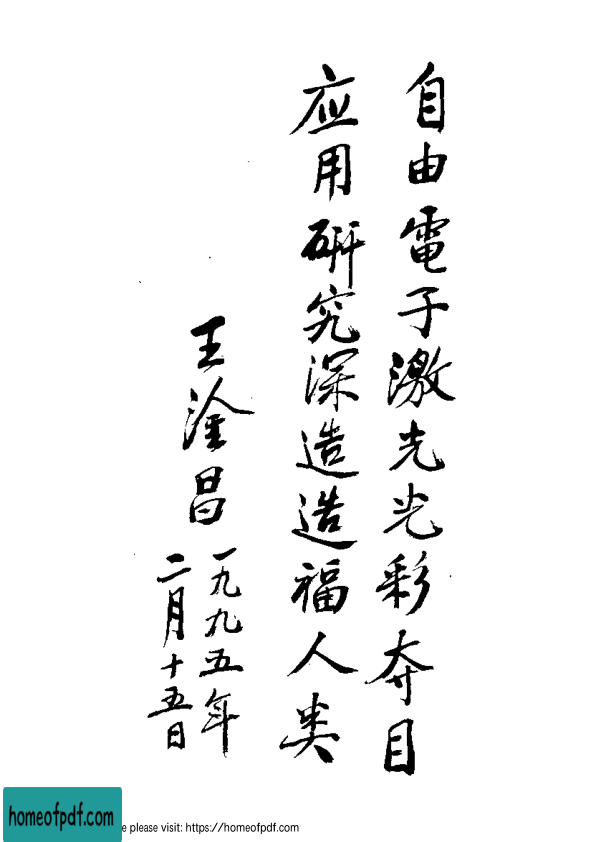 自由電子激光光彩夺目
应用研究深造造福人类
王淦昌
一九九五年
二月十五日
homeofpdf.com
e please visit: https://homeofpdf.com